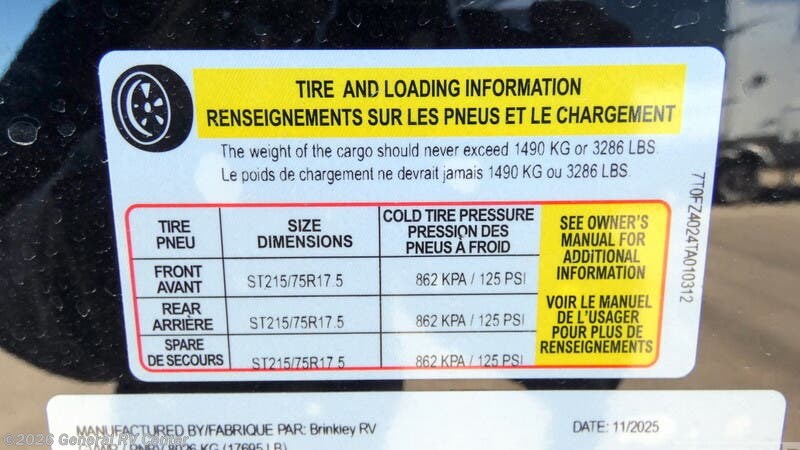 TIRE AND LOADING INFORMATION
RENSEIGNEMENTS SUR LES PNEUS ET LE CHARGEMENT
The weight of the cargo should never exceed 1490 KG or 3286 LBS.
Le poids de chargement ne devrait jamais 1490 KG ou 3286 LBS.
TIRE PNEU
SIZE DIMENSIONS
COLD TIRE PRESSURE
PRESSION DES
PNEUS À FROID
FRONT AVANT
ST215/75R17.5
862 KPA / 125 PSI
REAR ARRIÈRE
ST215/75R17.5
862 KPA / 125 PSI
SPARE DE SECOURS
ST215/75R17.5
862 KPA / 125 PSI
SEE OWNER'S
MANUAL FOR
ADDITIONAL
INFORMATION
VOIR LE MANUEL
DE L'USAGER
POUR PLUS DE
RENSEIGNEMENTS
7T0FZ4024TA010312
MANUFACTURED BY/FABRIQUE PAR: Brinkley RV
DATE: 11/2025
8026 KG (17695 LB)
©2025 General RV Center